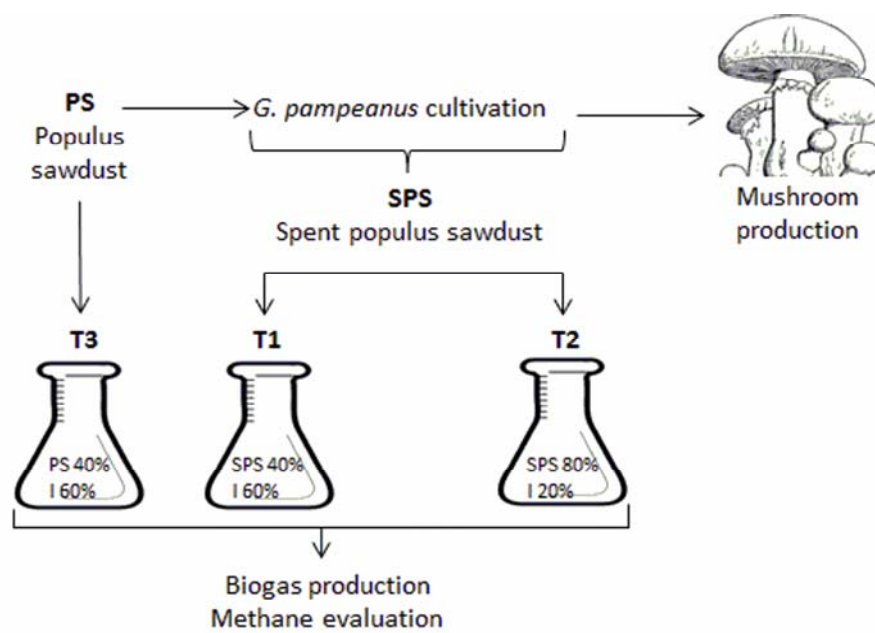 PS
Populus
sawdust
G. pampeanus cultivation
SPS
Spent populus sawdust
Mushroom
production
T3
T1
T2
PS 40%
I 60%
SPS 40%
I 60%
SPS 80%
I 20%
Biogas production
Methane evaluation